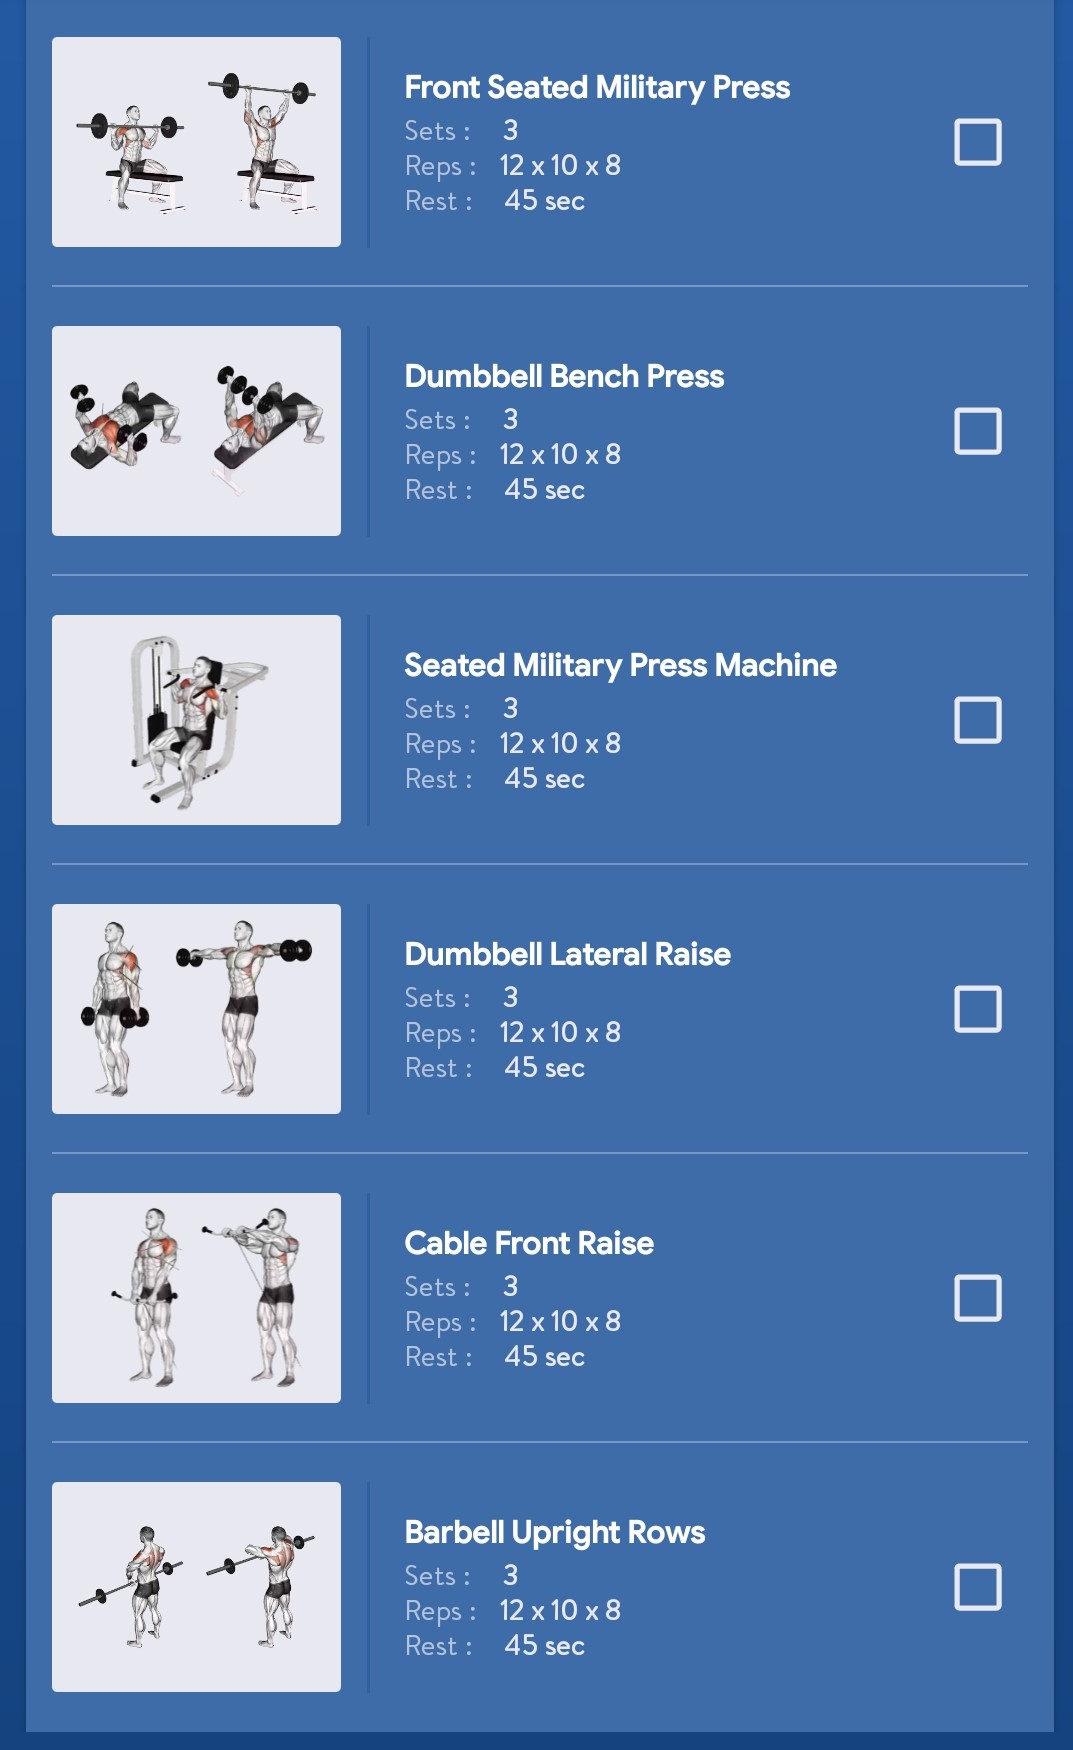 Front Seated Military Press
Sets : 3
Reps : 12 x 10 x 8
Rest : 45 sec
Dumbbell Bench Press
Sets : 3
Reps : 12 x 10 x 8
Rest : 45 sec
Seated Military Press Machine
Sets : 3
Reps : 12 x 10 x 8
Rest : 45 sec
Dumbbell Lateral Raise
Sets : 3
Reps : 12 x 10 x 8
Rest : 45 sec
Cable Front Raise
Sets : 3
Reps : 12 x 10 x 8
Rest : 45 sec
Barbell Upright Rows
Sets : 3
Reps : 12 x 10 x 8
Rest : 45 sec